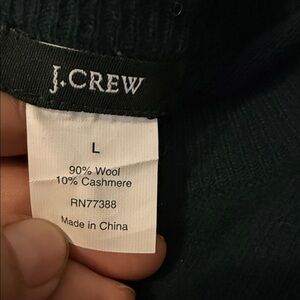 J.CREW
L
90% Wool
10% Cashmere
RN77388
Made in China